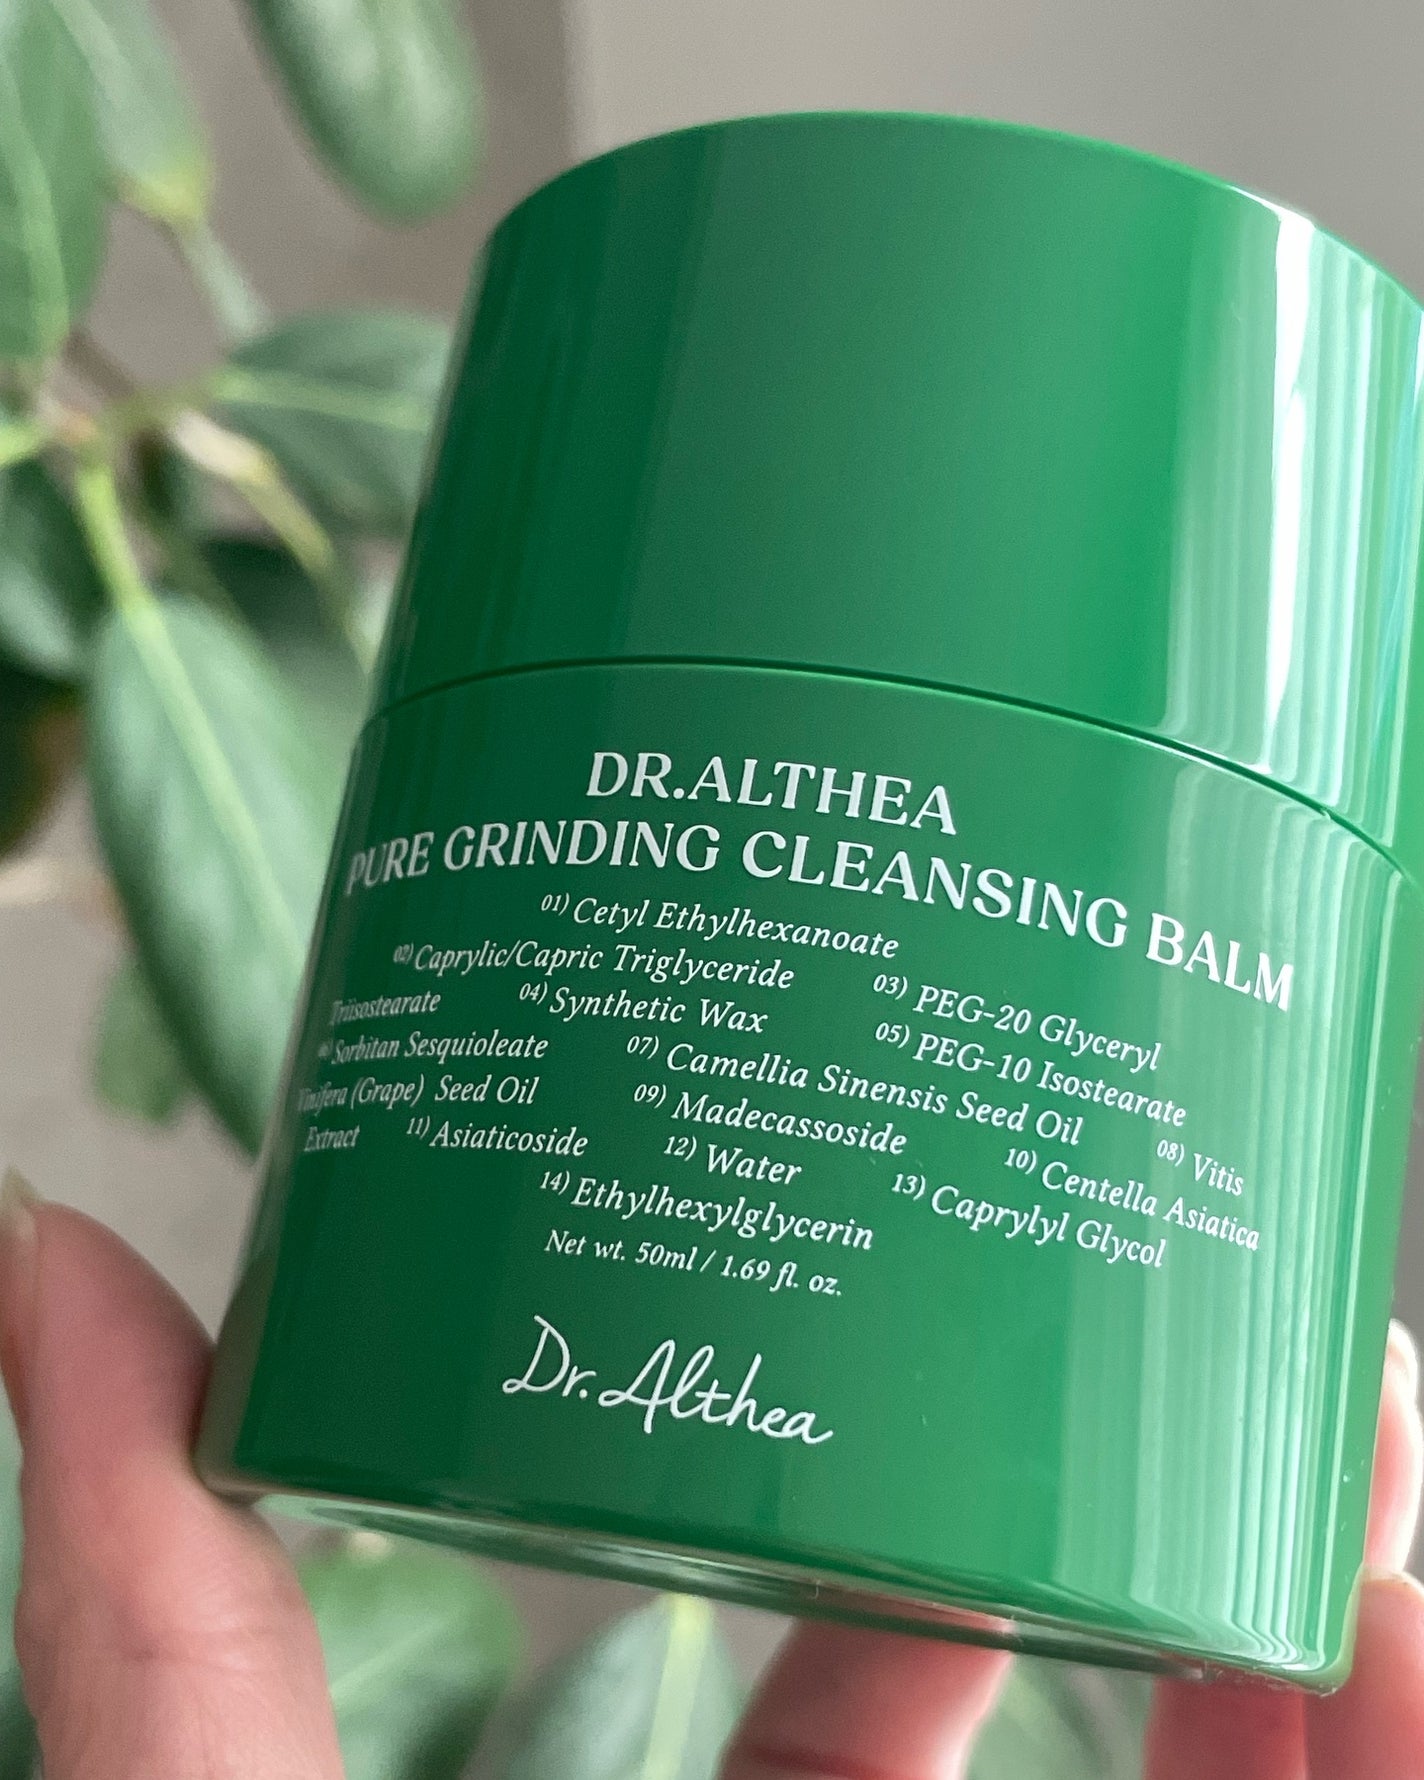 DR.ALTHEA
PURE GRINDING CLEANSING BALM
01) Cetyl Ethylhexanoate
02) Caprylic/Capric Triglyceride 03) PEG-20 Glyceryl
Triisostearate 04) Synthetic Wax 05) PEG-10 Isostearate
06) Sorbitan Sesquioleate 07) Camellia Sinensis Seed Oil 08) Vitis
Vinifera (Grape) Seed Oil 09) Madecassoside 10) Centella Asiatica
Extract 11) Asiaticoside 12) Water 13) Caprylyl Glycol
14) Ethylhexylglycerin
Net wt. 50ml / 1.69 fl. oz.
Dr. Althea